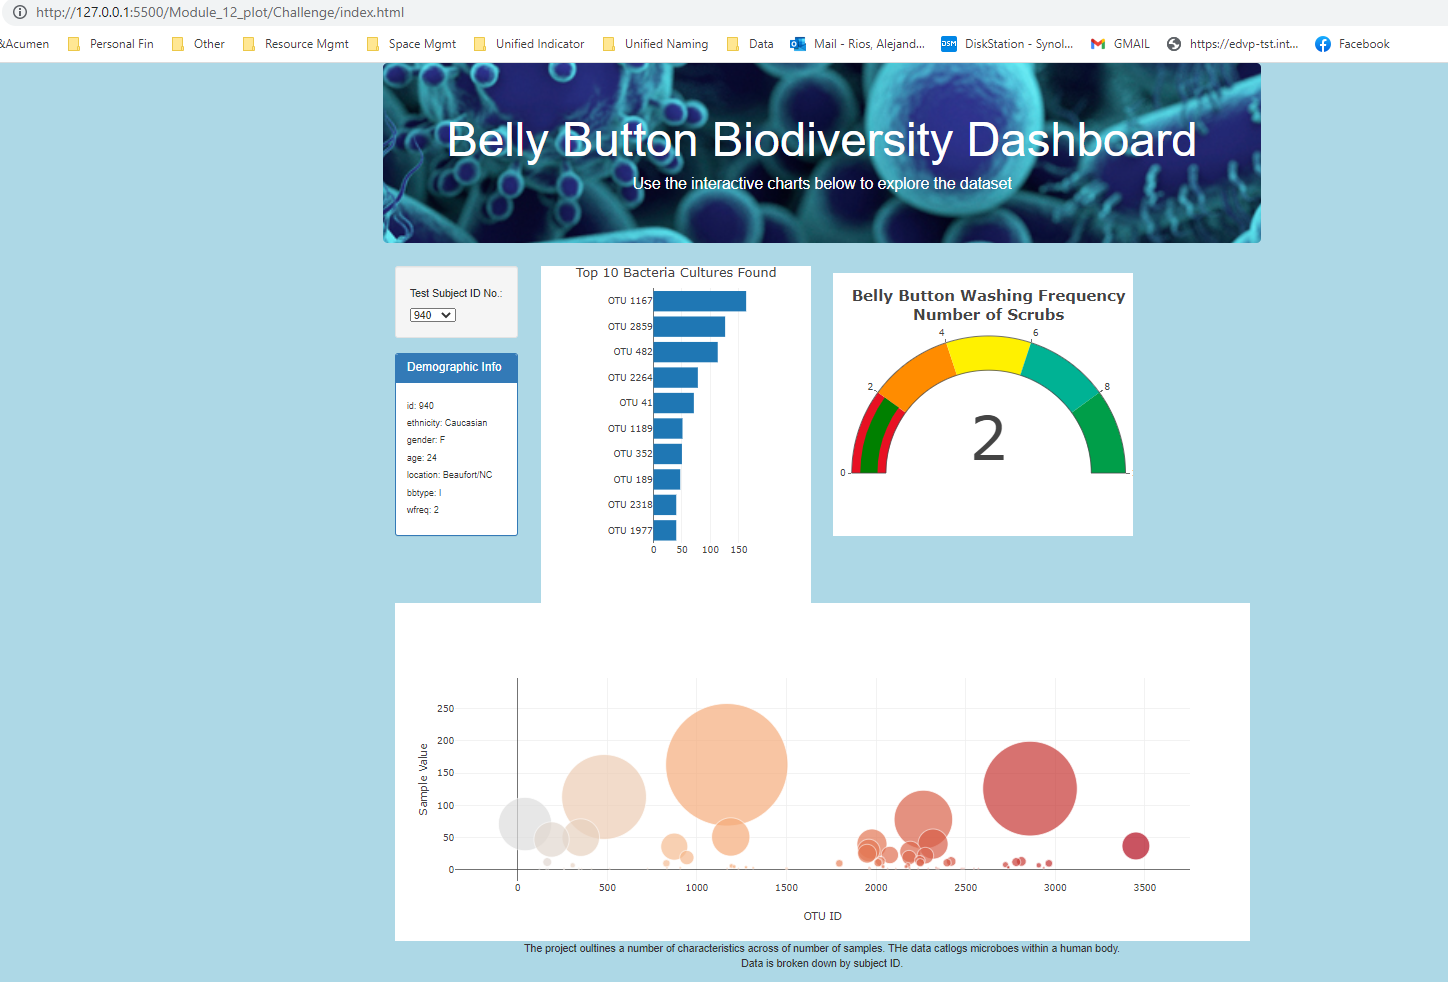 http://127.0.0.1:5500/Module_12_plot/Challenge/index.html
&Acumen Personal Fin Other Resource Mgmt Space Mgmt Unified Indicator Unified Naming Data Mail - Rios, Alejand... DSM DiskStation - Synol... GMAIL https://edvp-tst.int... Facebook
Belly Button Biodiversity Dashboard
Use the interactive charts below to explore the dataset
Test Subject ID No.:
940
Demographic Info
id: 940
ethnicity: Caucasian
gender: F
age: 24
location: Beaufort/NC
bbtype: I
wfreq: 2
Top 10 Bacteria Cultures Found
OTU 1167
OTU 2859
OTU 482
OTU 2264
OTU 41
OTU 1189
OTU 352
OTU 189
OTU 2318
OTU 1977
0 50 100 150
Belly Button Washing Frequency
Number of Scrubs
4 6
2 8
2
0
250
200
150
100
50
0
Sample Value
0 500 1000 1500 2000 2500 3000 3500
OTU ID
The project oultines a number of characteristics across of number of samples. THe data catlogs microboes within a human body.
Data is broken down by subject ID.